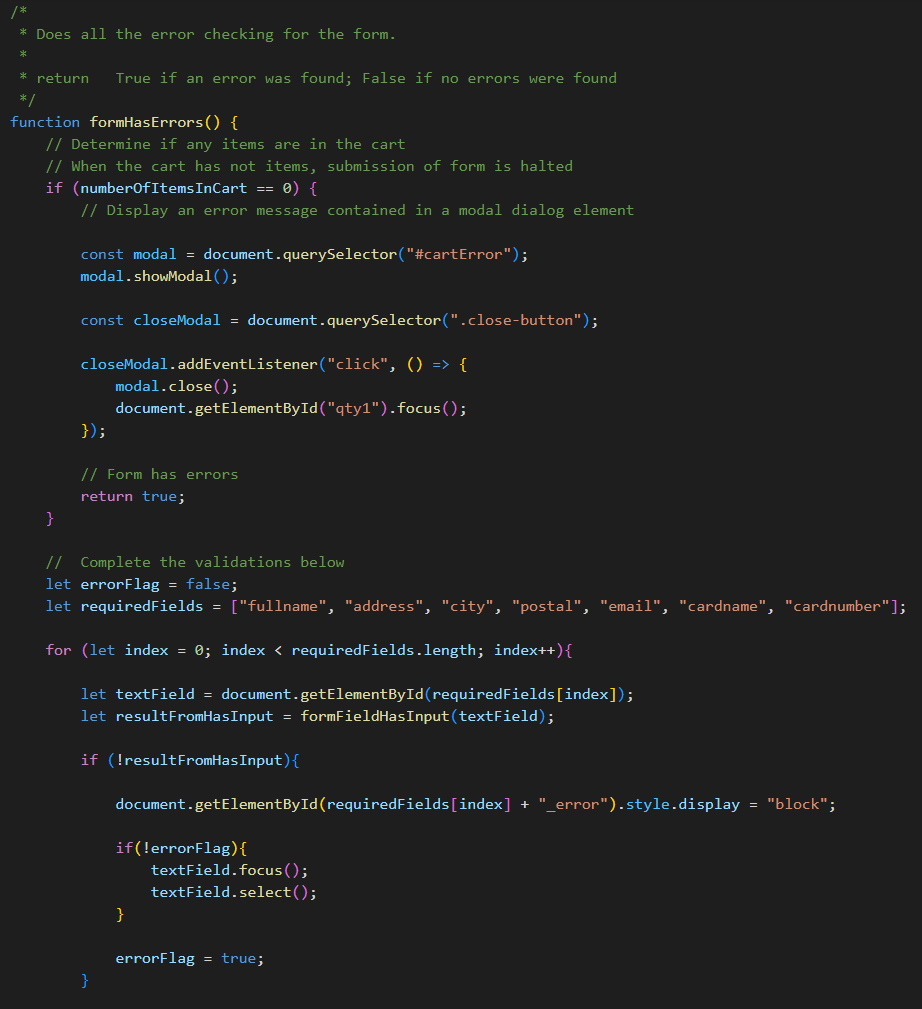 /*
 * Does all the error checking for the form.
 *
 * return   True if an error was found; False if no errors were found
 */
function formHasErrors() {
    // Determine if any items are in the cart
    // When the cart has not items, submission of form is halted
    if (numberOfItemsInCart == 0) {
        // Display an error message contained in a modal dialog element

        const modal = document.querySelector("#cartError");
        modal.showModal();

        const closeModal = document.querySelector(".close-button");

        closeModal.addEventListener("click", () => {
            modal.close();
            document.getElementById("qty1").focus();
        });

        // Form has errors
        return true;
    }

    //  Complete the validations below
    let errorFlag = false;
    let requiredFields = ["fullname", "address", "city", "postal", "email", "cardname", "cardnumber"];

    for (let index = 0; index < requiredFields.length; index++){

        let textField = document.getElementById(requiredFields[index]);
        let resultFromHasInput = formFieldHasInput(textField);

        if (!resultFromHasInput){

            document.getElementById(requiredFields[index] + "_error").style.display = "block";

            if(!errorFlag){
                textField.focus();
                textField.select();
            }

            errorFlag = true;
        }